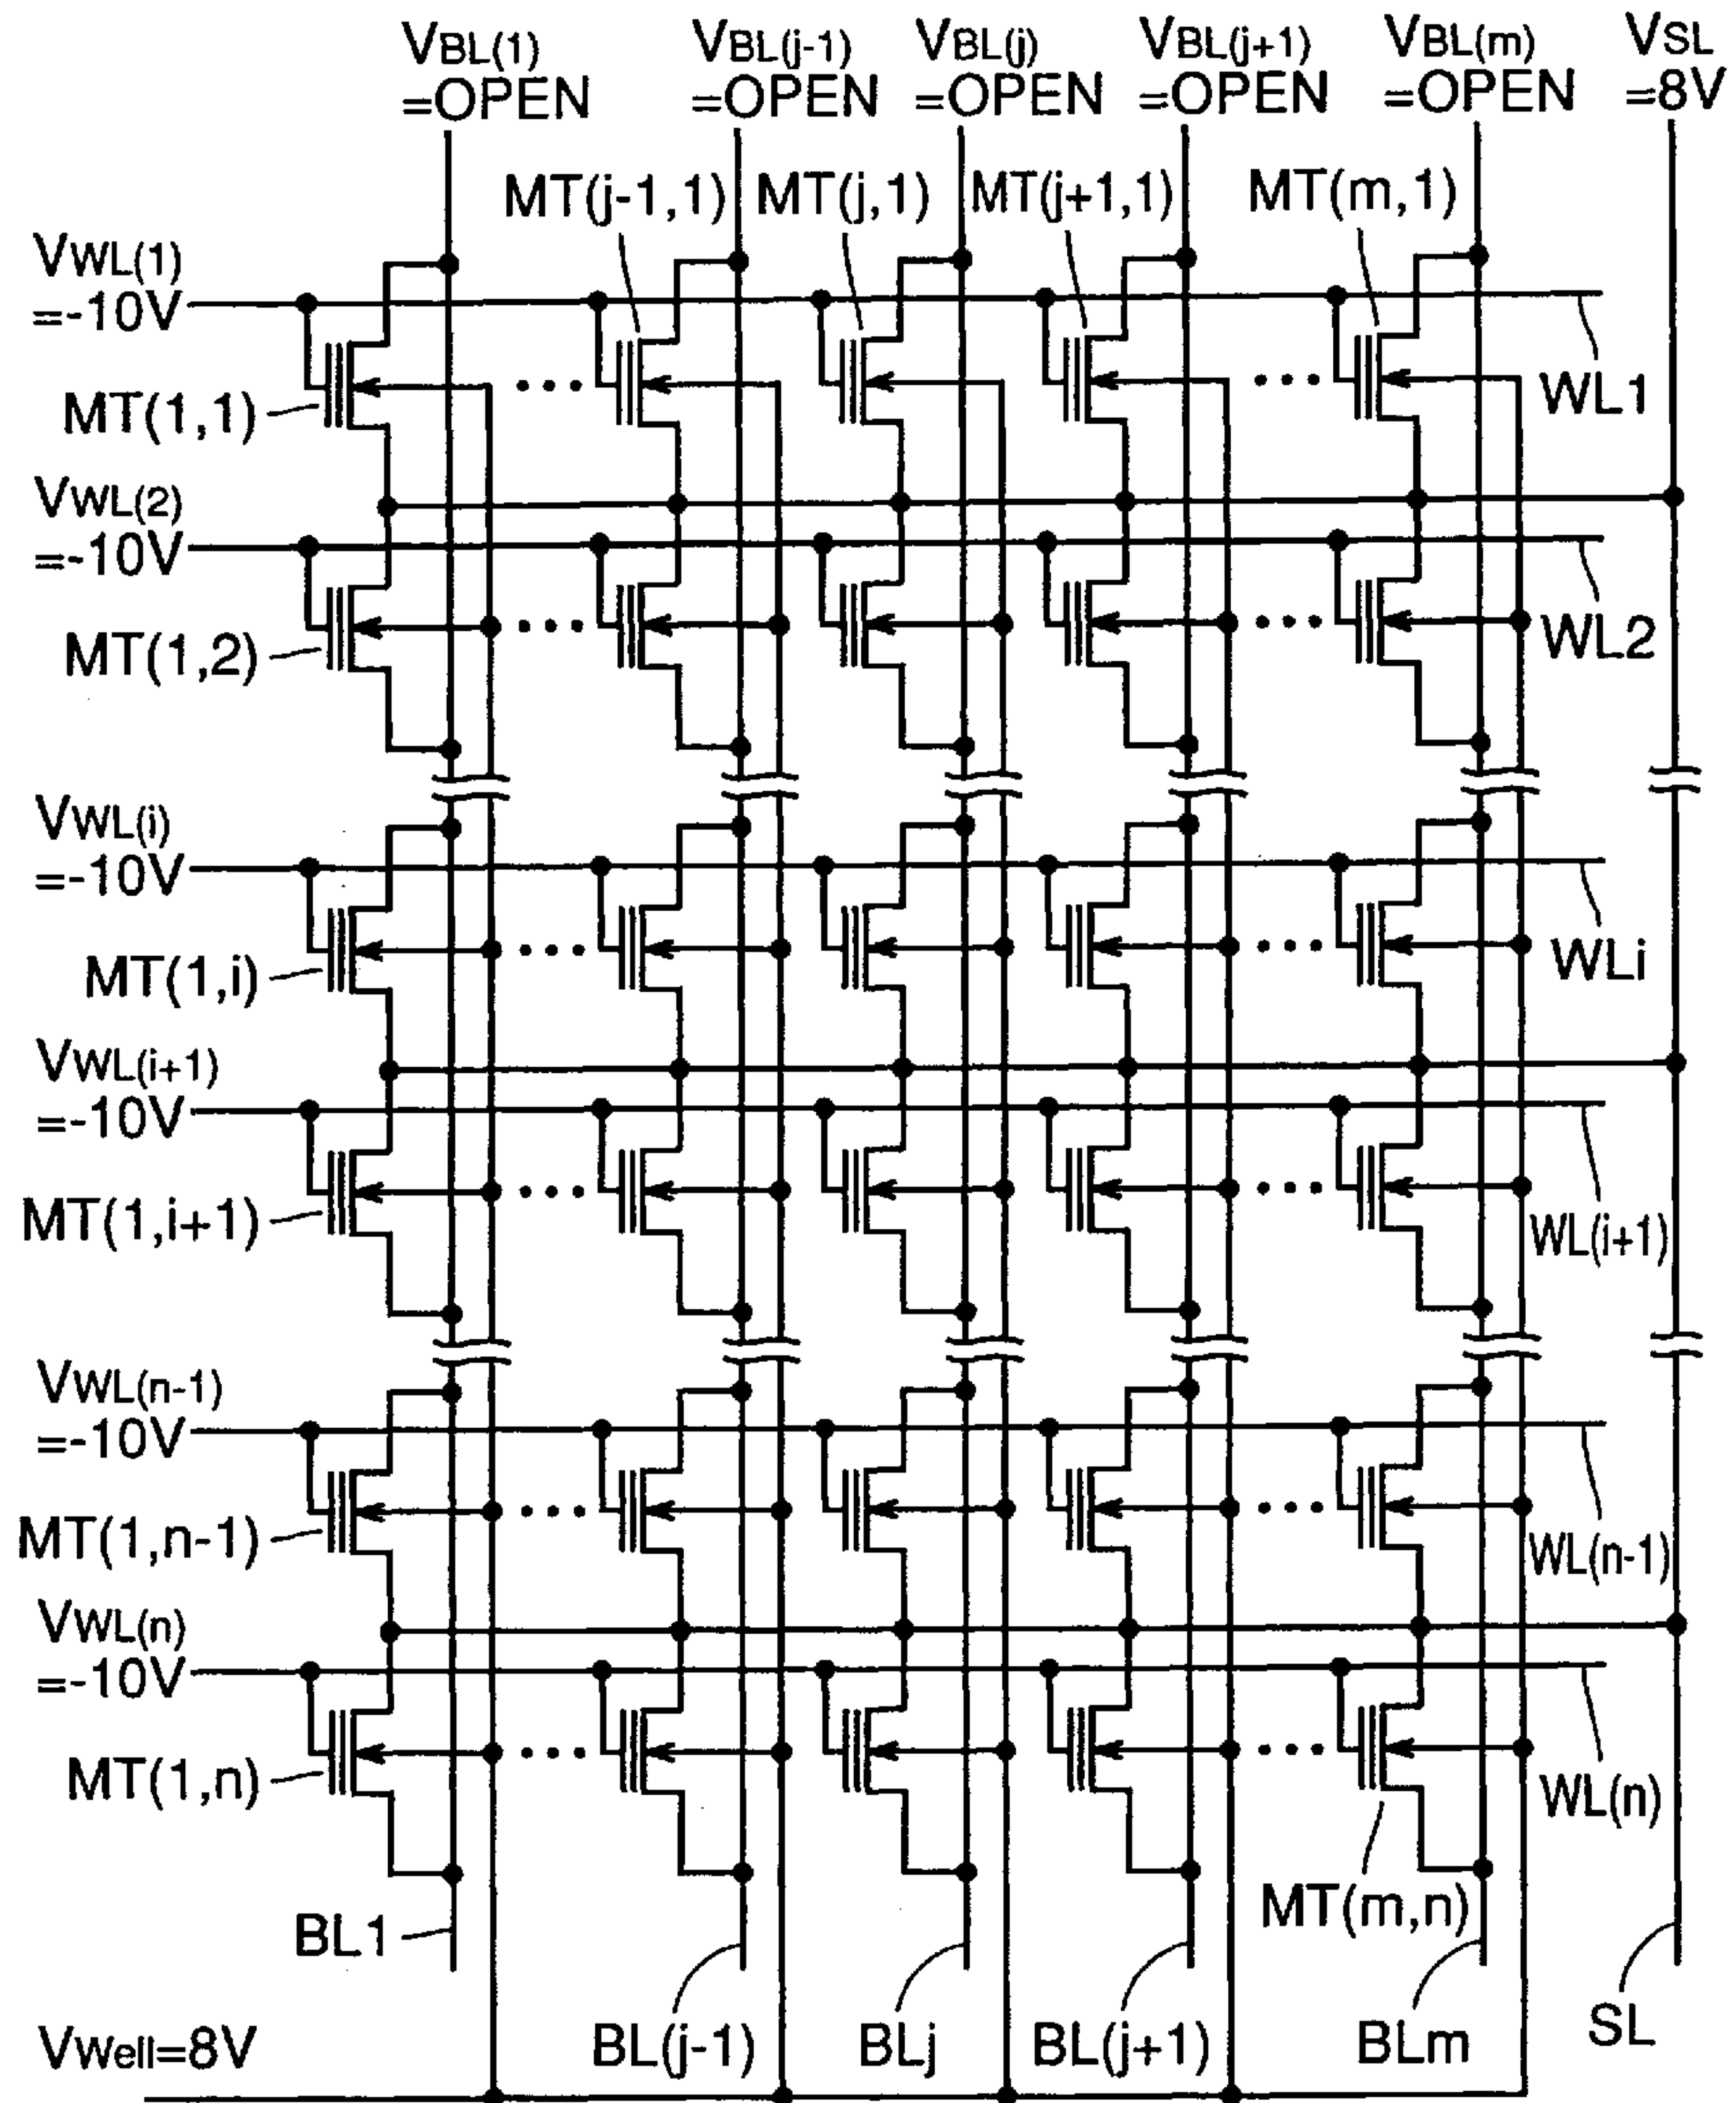 VBL(1) VBL(j-1) VBL(j) VBL(j+1) VBL(m) VSL
=OPEN =OPEN =OPEN =OPEN =OPEN =8V
MT(j-1,1) MT(j,1) MT(j+1,1) MT(m,1)
VWL(1)
=-10V
MT(1,1)
WL1
VWL(2)
=-10V
MT(1,2)
WL2
VWL(i)
=-10V
MT(1,i)
WLi
VWL(i+1)
=-10V
MT(1,i+1)
WL(i+1)
VWL(n-1)
=-10V
MT(1,n-1)
WL(n-1)
VWL(n)
=-10V
MT(1,n)
WL(n)
MT(m,n)
BL1
BL(j-1) BLj BL(j+1) BLm SL
VWell=8V